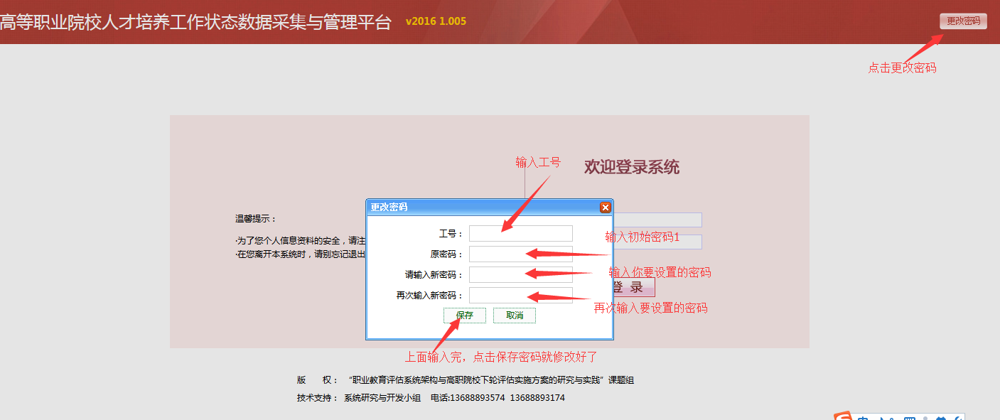 高等职业院校人才培养工作状态数据采集与管理平台 v2016 1.005
更改密码
点击更改密码
输入工号
欢迎登录系统
温馨提示：
·为了您个人信息资料的安全，请注
·在您离开本系统时，请别忘记退出
更改密码
工号：
原密码：
输入初始密码1
请输入新密码：
输入你要设置的密码
再次输入新密码：
登 录
再次输入要设置的密码
保存
取消
上面输入完，点击保存密码就修改好了
版 权： “职业教育评估系统架构与高职院校下轮评估实施方案的研究与实践”课题组
技术支持： 系统研究与开发小组 电话:13688893574 13688893174
中